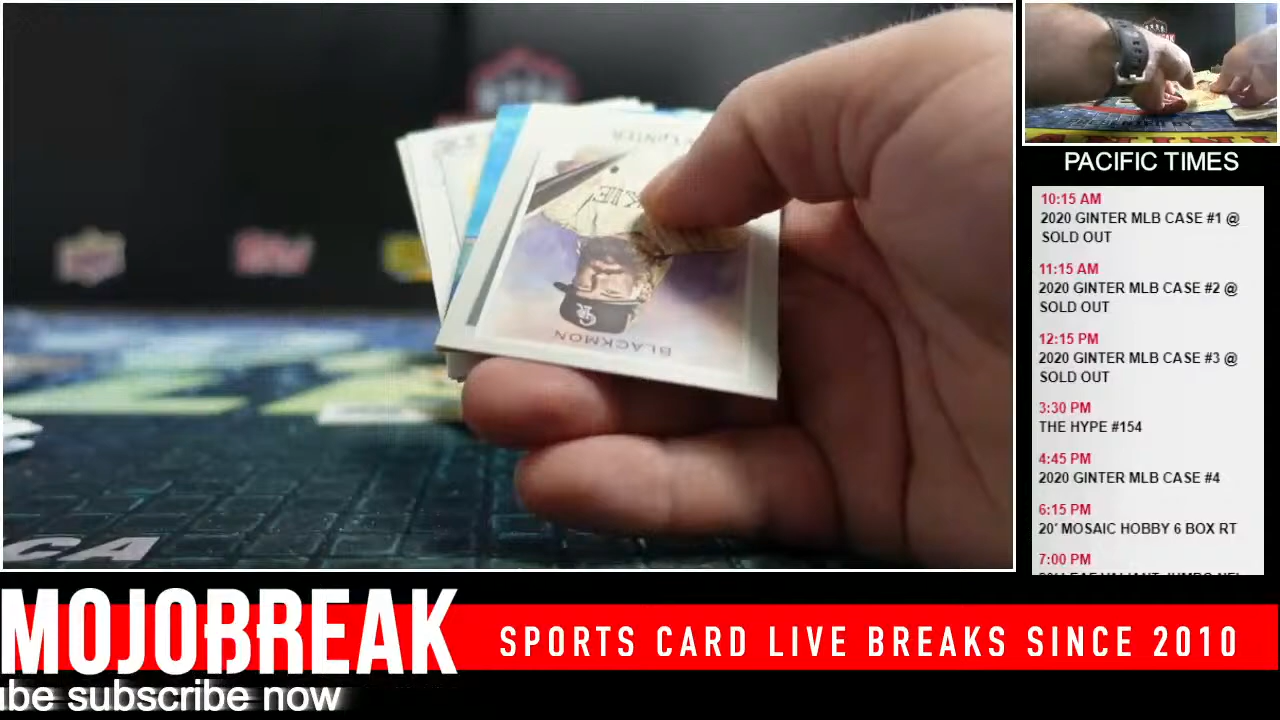 GINTER
BLACKMON
CR
ACA
PACIFIC TIMES
10:15 AM
2020 GINTER MLB CASE #1 @
SOLD OUT
11:15 AM
2020 GINTER MLB CASE #2 @
SOLD OUT
12:15 PM
2020 GINTER MLB CASE #3 @
SOLD OUT
3:30 PM
THE HYPE #154
4:45 PM
2020 GINTER MLB CASE #4
6:15 PM
20' MOSAIC HOBBY 6 BOX RT
7:00 PM
MOJOBREAK
SPORTS CARD LIVE BREAKS SINCE 2010
ube subscribe now